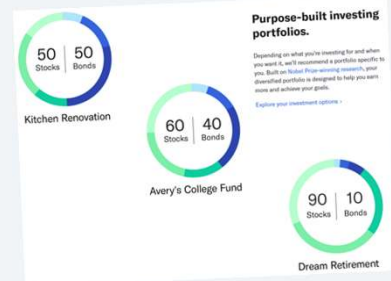 Purpose-built investing
portfolios.
Depending on what you're investing for and when
you want it, we'll recommend a portfolio specific to
you. Built on Nobel Prize-winning research, your
diversified portfolio is designed to help you earn
more and achieve your goals.
Explore your investment options ›
50 | 50
Stocks Bonds
Kitchen Renovation
60 | 40
Stocks Bonds
Avery's College Fund
90 | 10
Stocks Bonds
Dream Retirement